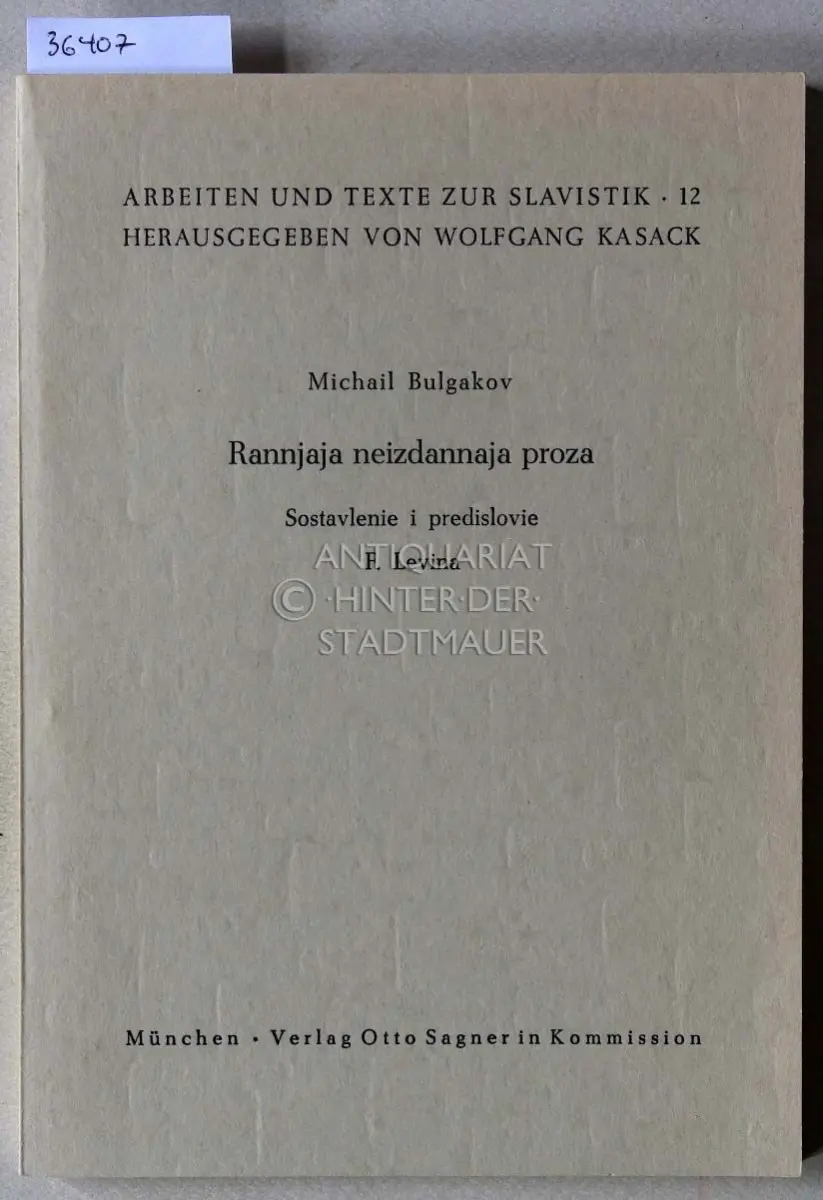 36407
ARBEITEN UND TEXTE ZUR SLAVISTIK · 12
HERAUSGEGEBEN VON WOLFGANG KASACK
Michail Bulgakov
Rannjaja neizdannaja proza
Sostavlenie i predislovie
F. Levina
ANTIQUARIAT
© ·HINTER·DER·
STADTMAUER
München · Verlag Otto Sagner in Kommission